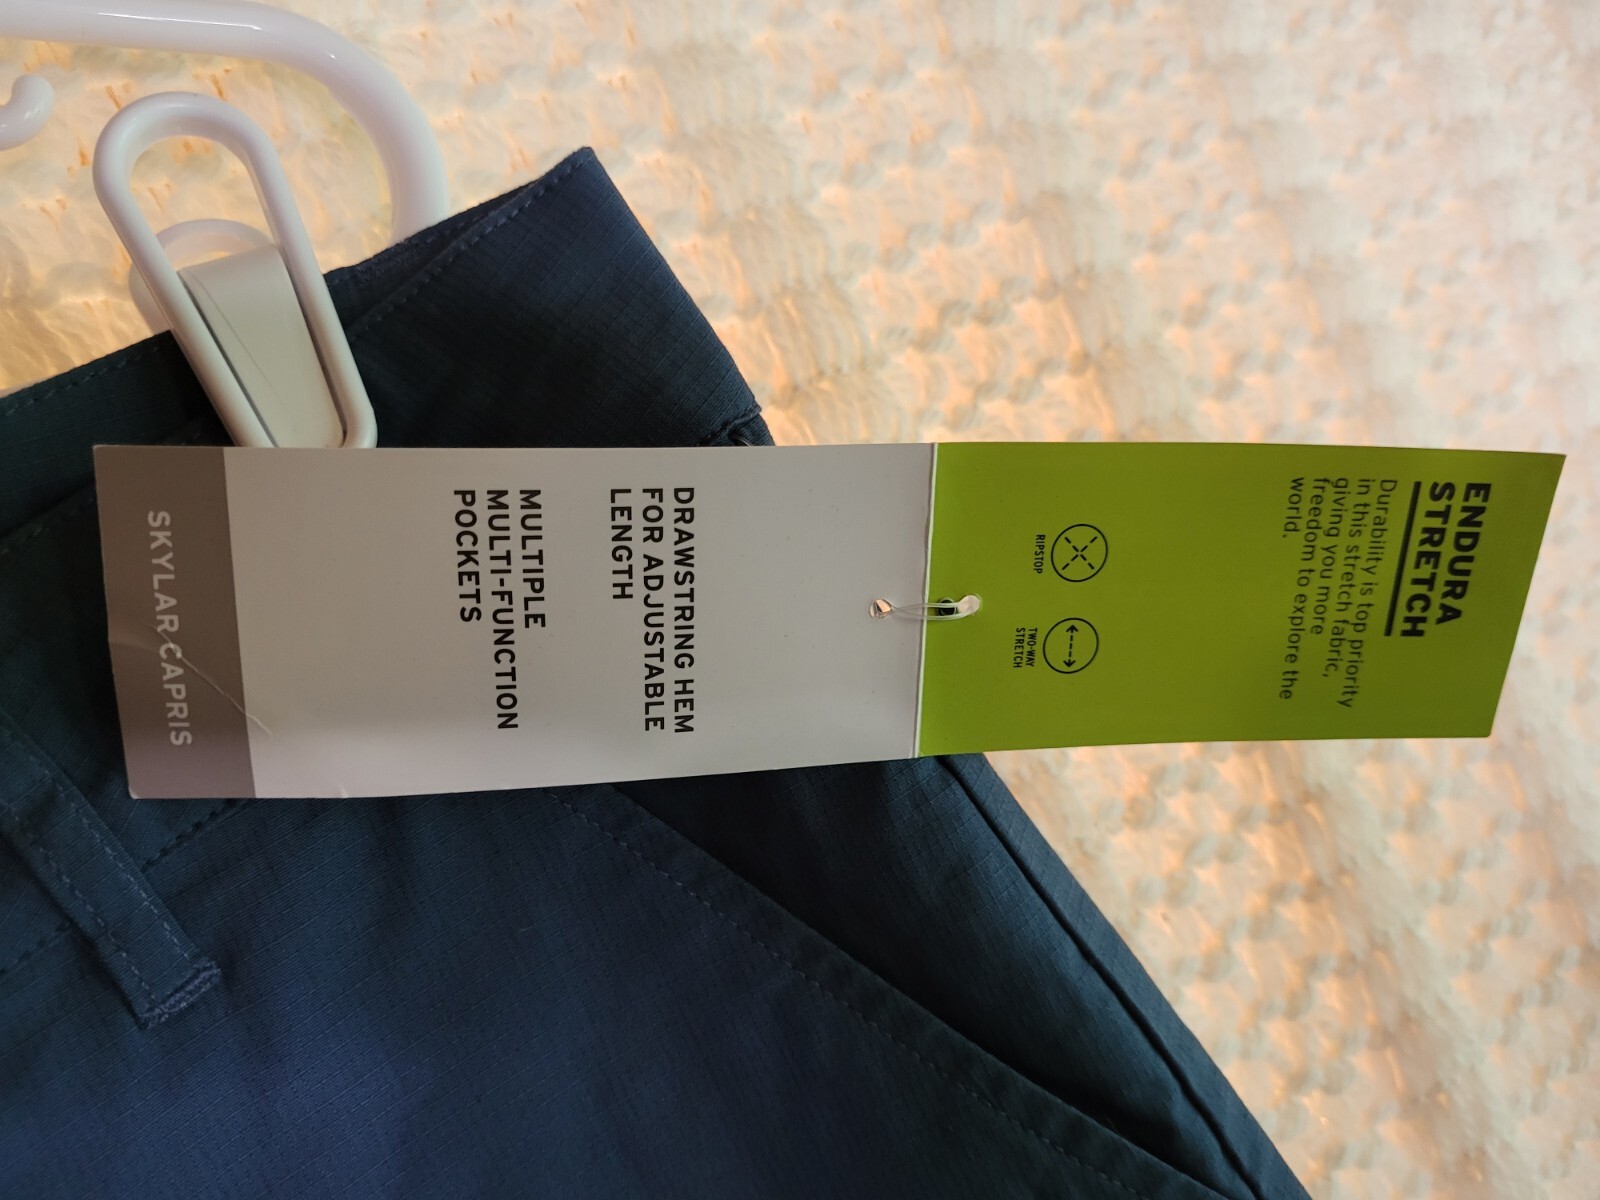 ENDURA
STRETCH
Durability is top priority
in this stretch fabric,
giving you more
freedom to explore the
world.
RIPSTOP
TWO-WAY
STRETCH
DRAWSTRING HEM
FOR ADJUSTABLE
LENGTH
MULTIPLE
MULTI-FUNCTION
POCKETS
SKYLAR CAPRIS